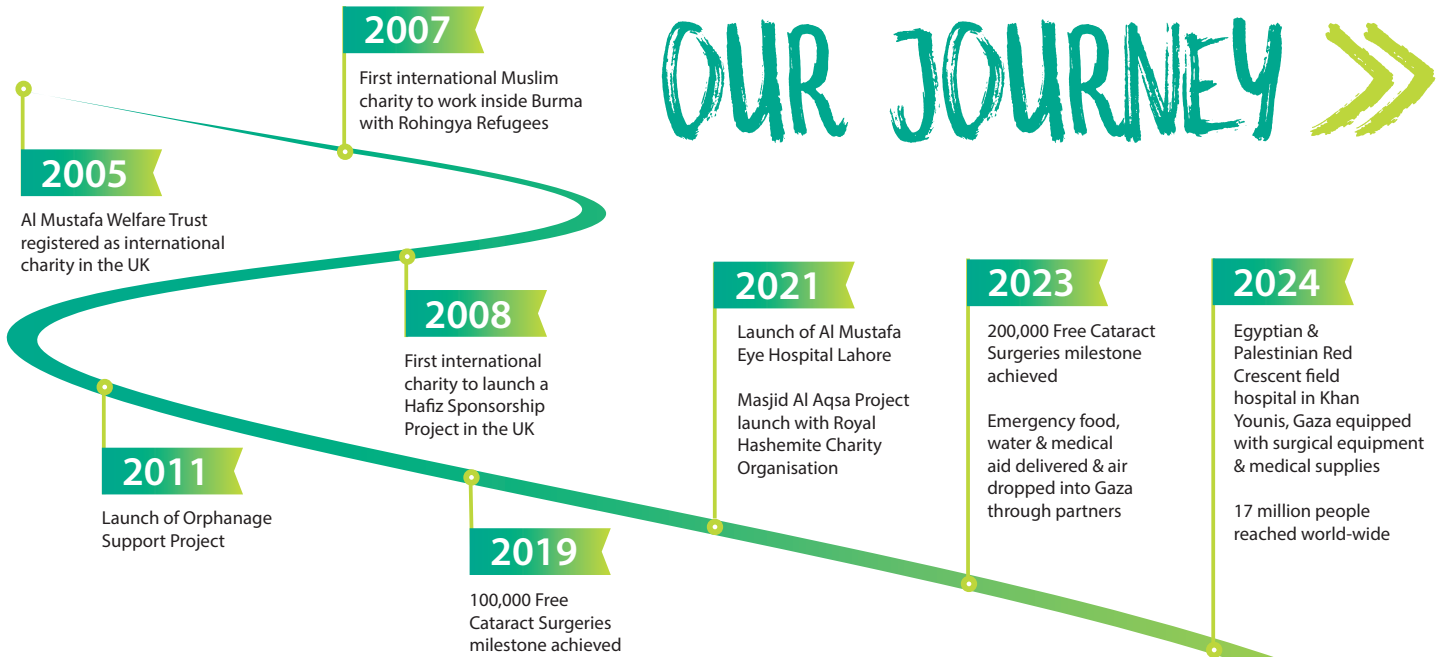 OUR JOURNEY
2005
Al Mustafa Welfare Trust
registered as international
charity in the UK
2007
First international Muslim
charity to work inside Burma
with Rohingya Refugees
2008
First international
charity to launch a
Hafiz Sponsorship
Project in the UK
2011
Launch of Orphanage
Support Project
2019
100,000 Free
Cataract Surgeries
milestone achieved
2021
Launch of Al Mustafa
Eye Hospital Lahore
Masjid Al Aqsa Project
launch with Royal
Hashemite Charity
Organisation
2023
200,000 Free Cataract
Surgeries milestone
achieved
Emergency food,
water & medical
aid delivered & air
dropped into Gaza
through partners
2024
Egyptian &
Palestinian Red
Crescent field
hospital in Khan
Younis, Gaza equipped
with surgical equipment
& medical supplies
17 million people
reached world-wide